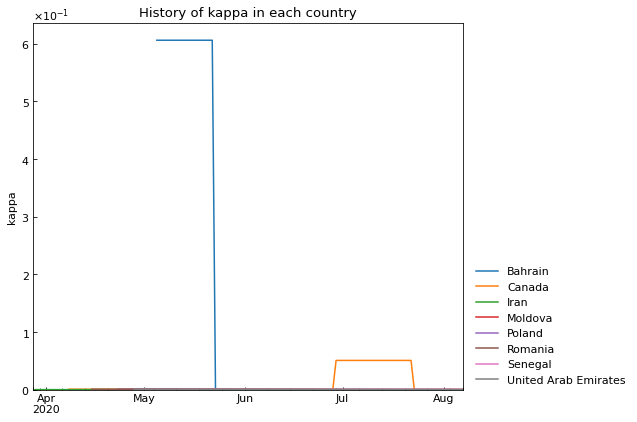 History of kappa in each country
×10⁻¹
6
5
4
3
2
1
0
kappa
Apr
2020
May
Jun
Jul
Aug
Bahrain
Canada
Iran
Moldova
Poland
Romania
Senegal
United Arab Emirates